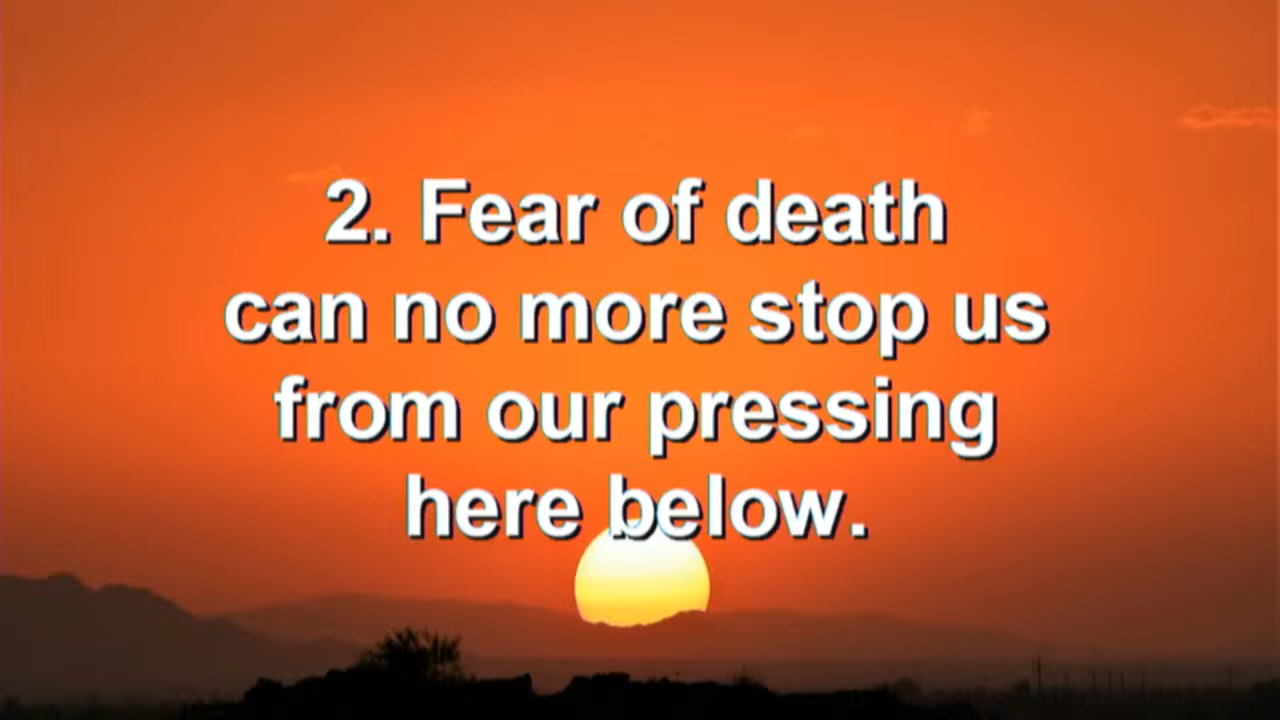 2. Fear of death
can no more stop us
from our pressing
here below.